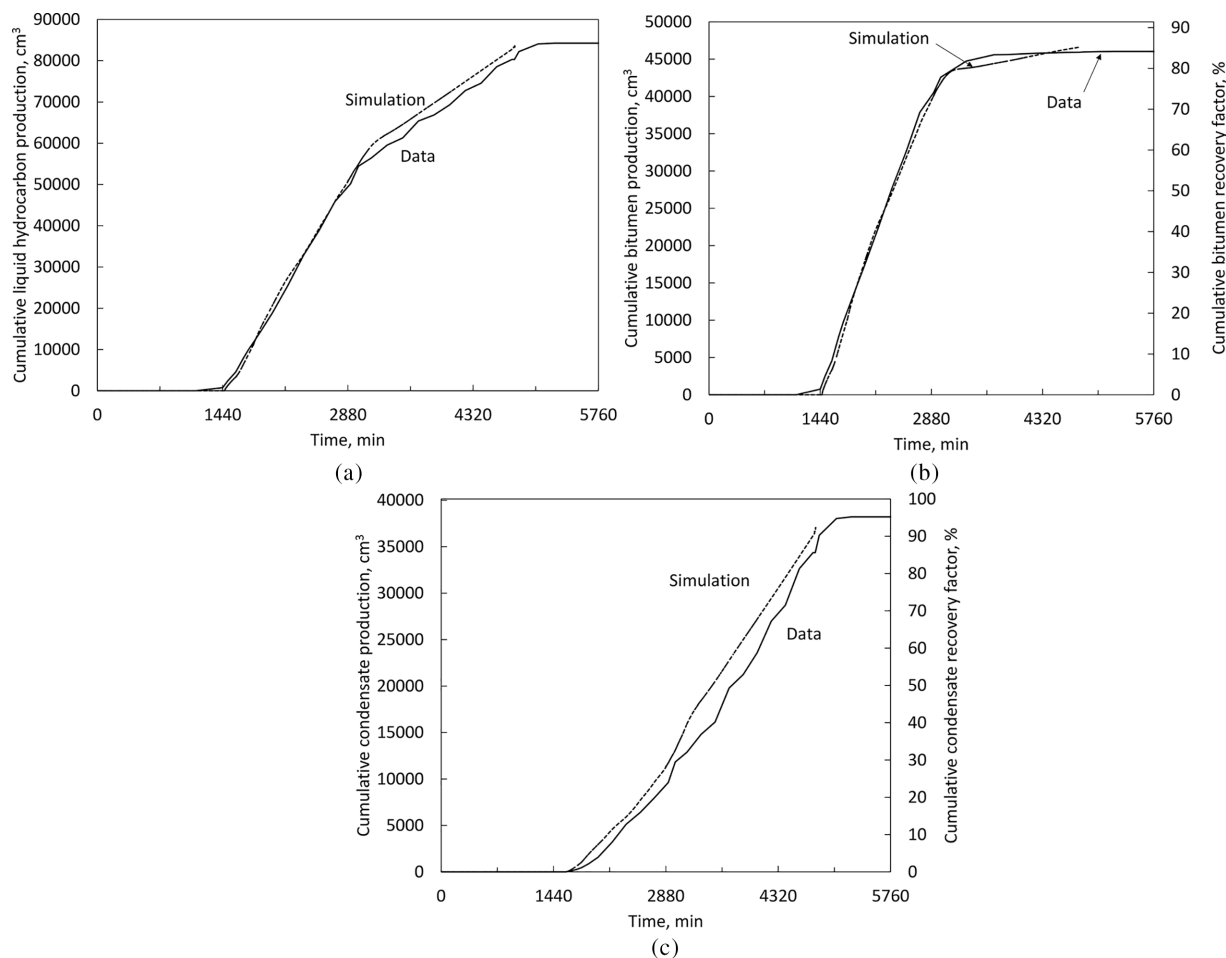 Cumulative liquid hydrocarbon production, cm³
90000
80000
70000
60000
50000
40000
30000
20000
10000
0
Simulation
Data
0 1440 2880 4320 5760
Time, min
(a)
Cumulative bitumen production, cm³
50000
45000
40000
35000
30000
25000
20000
15000
10000
5000
0
Simulation
Data
90
80
70
60
50
40
30
20
10
0
Cumulative bitumen recovery factor, %
0 1440 2880 4320 5760
Time, min
(b)
Cumulative condensate production, cm³
40000
35000
30000
25000
20000
15000
10000
5000
0
Simulation
Data
100
90
80
70
60
50
40
30
20
10
0
Cumulative condensate recovery factor, %
0 1440 2880 4320 5760
Time, min
(c)